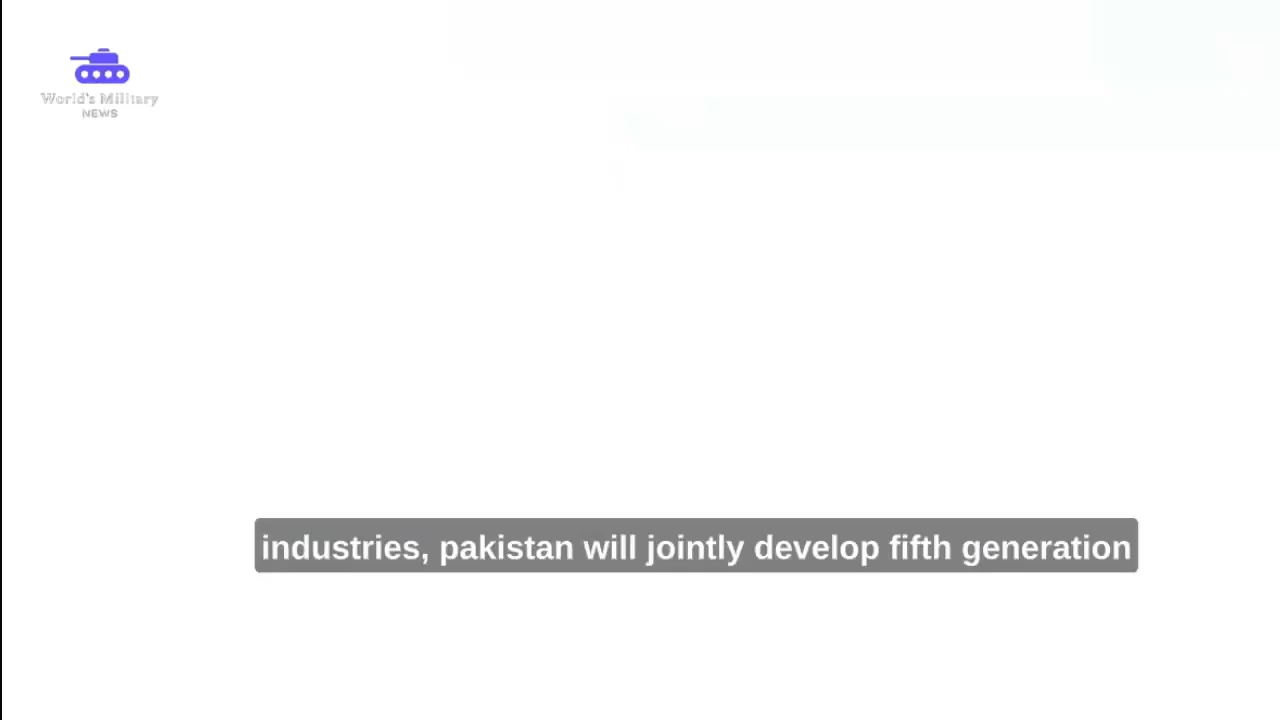 World's Military
NEWS
industries, pakistan will jointly develop fifth generation